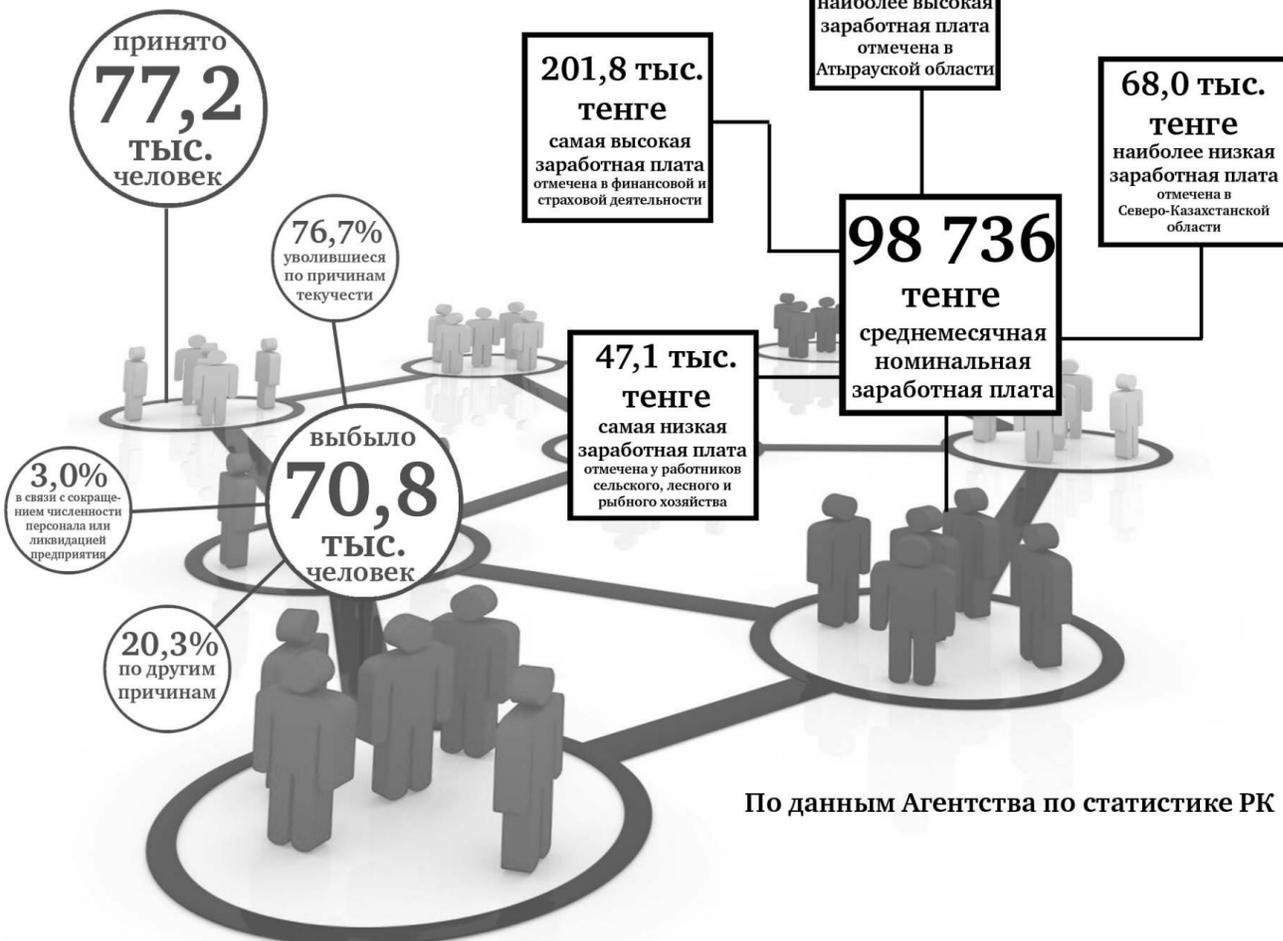 принято
77,2
тыс.
человек
76,7%
уволившиеся
по причинам
текучести
3,0%
в связи с сокраще-
нием численности
персонала или
ликвидацией
предприятия
выбыло
70,8
тыс.
человек
20,3%
по другим
причинам
201,8 тыс.
тенге
самая высокая
заработная плата
отмечена в финансовой и
страховой деятельности
наиболее высокая
заработная плата
отмечена в
Атырауской области
68,0 тыс.
тенге
наиболее низкая
заработная плата
отмечена в
Северо-Казахстанской
области
98 736
тенге
среднемесячная
номинальная
заработная плата
47,1 тыс.
тенге
самая низкая
заработная плата
отмечена у работников
сельского, лесного и
рыбного хозяйства
По данным Агентства по статистике РК